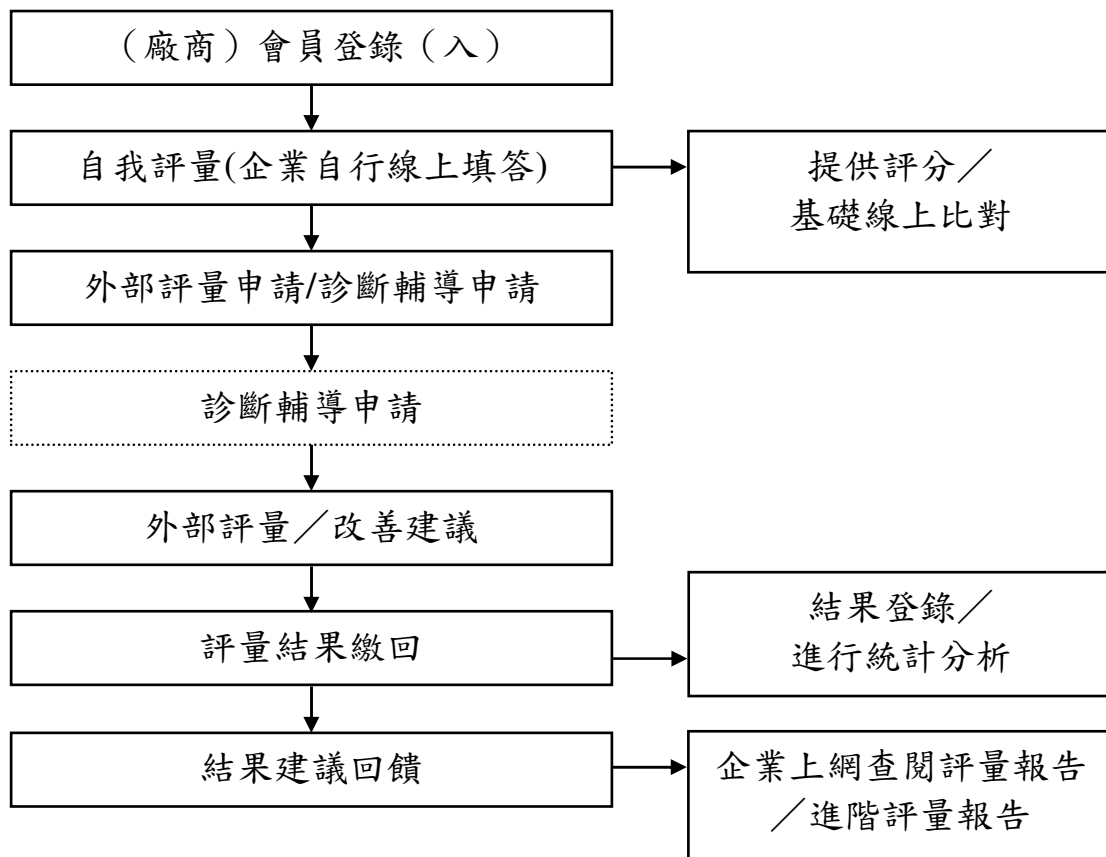 （廠商）會員登錄（入）
自我評量(企業自行線上填答)
提供評分／
基礎線上比對
外部評量申請/診斷輔導申請
診斷輔導申請
外部評量／改善建議
評量結果繳回
結果登錄／
進行統計分析
結果建議回饋
企業上網查閱評量報告
／進階評量報告